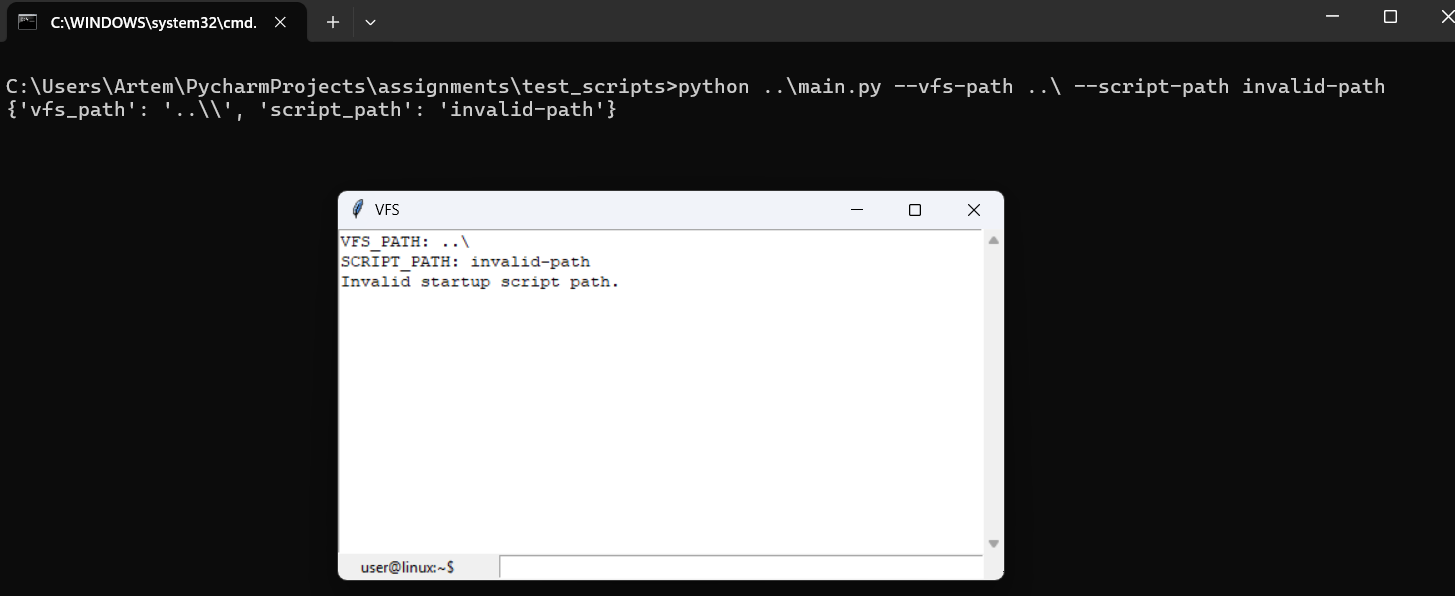 C:\WINDOWS\system32\cmd.
C:\Users\Artem\PycharmProjects\assignments\test_scripts>python ..\main.py --vfs-path ..\ --script-path invalid-path
{'vfs_path': '..\\', 'script_path': 'invalid-path'}
VFS
VFS_PATH: ..\
SCRIPT_PATH: invalid-path
Invalid startup script path.
user@linux:~$